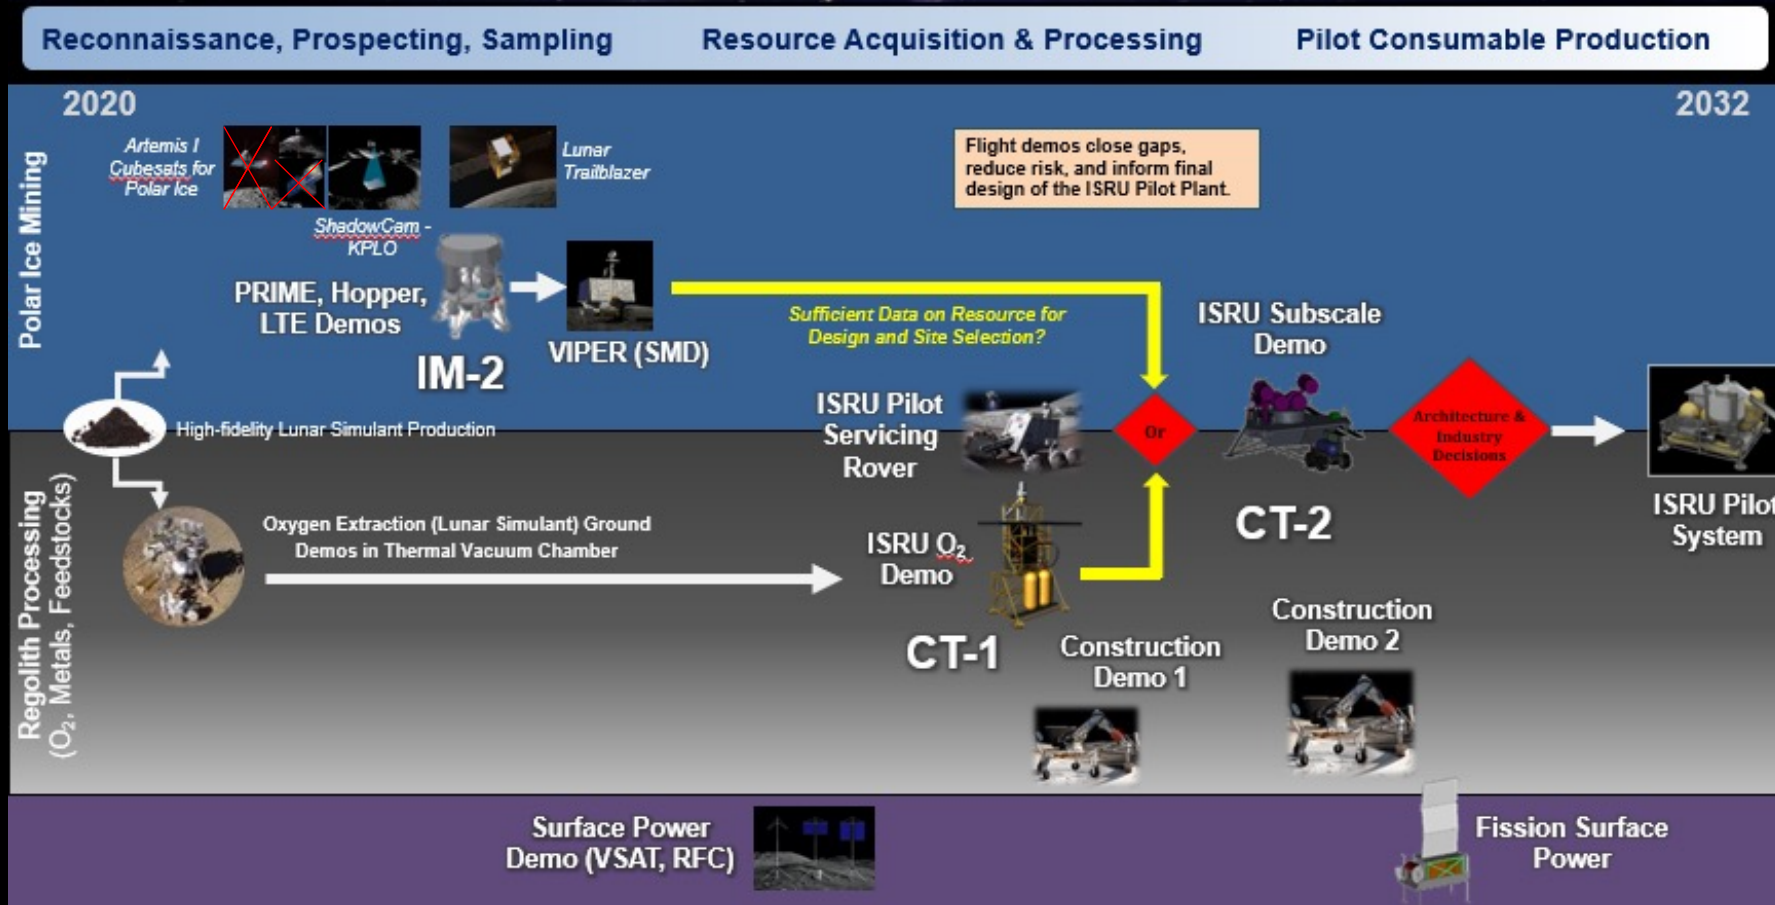 Reconnaissance, Prospecting, Sampling
Resource Acquisition & Processing
Pilot Consumable Production
2020
2032
Polar Ice Mining
Artemis I
Cubesats for
Polar Ice
ShadowCam -
KPLO
Lunar
Trailblazer
Flight demos close gaps,
reduce risk, and inform final
design of the ISRU Pilot Plant.
PRIME, Hopper,
LTE Demos
IM-2
VIPER (SMD)
Sufficient Data on Resource for
Design and Site Selection?
ISRU Subscale
Demo
ISRU Pilot
Servicing
Rover
Or
Architecture &
Industry
Decisions
High-fidelity Lunar Simulant Production
CT-2
ISRU Pilot
System
Regolith Processing
(O₂, Metals, Feedstocks)
Oxygen Extraction (Lunar Simulant) Ground
Demos in Thermal Vacuum Chamber
ISRU O₂
Demo
CT-1
Construction
Demo 1
Construction
Demo 2
Surface Power
Demo (VSAT, RFC)
Fission Surface
Power